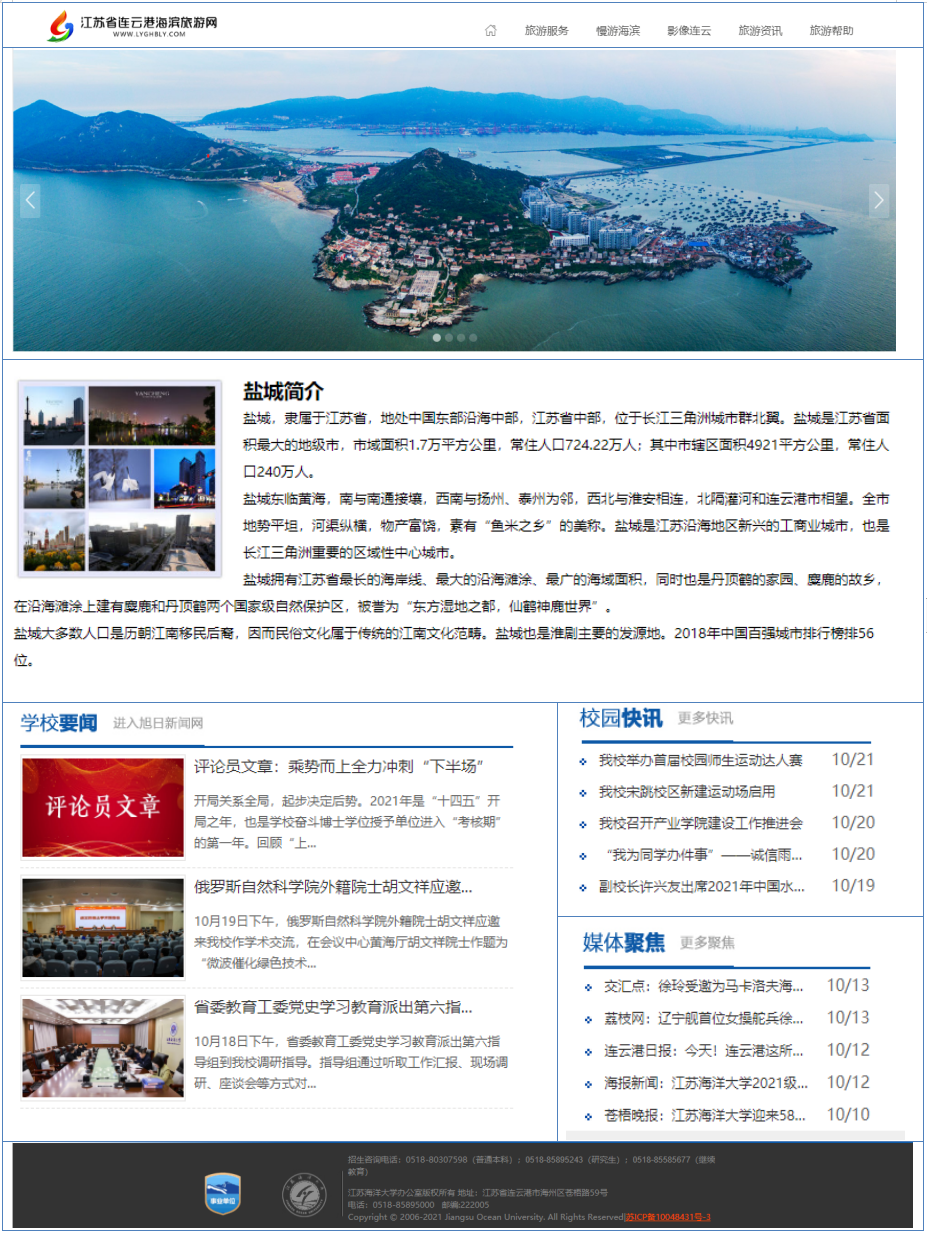 江苏省连云港海滨旅游网
WWW.LYGHBLY.COM
旅游服务 慢游海滨 影像连云 旅游资讯 旅游帮助
盐城简介
盐城，隶属于江苏省，地处中国东部沿海中部，江苏省中部，位于长江三角洲城市群北翼。盐城是江苏省面
积最大的地级市，市域面积1.7万平方公里，常住人口724.22万人；其中市辖区面积4921平方公里，常住人
口240万人。
盐城东临黄海，南与南通接壤，西南与扬州、泰州为邻，西北与淮安相连，北隔灌河和连云港市相望。全市
地势平坦，河渠纵横，物产富饶，素有“鱼米之乡”的美称。盐城是江苏沿海地区新兴的工商业城市，也是
长江三角洲重要的区域性中心城市。
盐城拥有江苏省最长的海岸线、最大的沿海滩涂、最广的海域面积，同时也是丹顶鹤的家园、麋鹿的故乡，
在沿海滩涂上建有麋鹿和丹顶鹤两个国家级自然保护区，被誉为“东方湿地之都，仙鹤神鹿世界”。
盐城大多数人口是历朝江南移民后裔，因而民俗文化属于传统的江南文化范畴。盐城也是淮剧主要的发源地。2018年中国百强城市排行榜排56
位。
学校要闻 进入旭日新闻网
评论员文章
评论员文章：乘势而上全力冲刺“下半场”
开局关系全局，起步决定后势。2021年是“十四五”开
局之年，也是学校奋斗博士学位授予单位进入“考核期”
的第一年。回顾“上...
俄罗斯自然科学院外籍院士胡文祥应邀...
10月19日下午，俄罗斯自然科学院外籍院士胡文祥应邀
来我校作学术交流，在会议中心黄海厅胡文祥院士作题为
“微波催化绿色技术...
省委教育工委党史学习教育派出第六指...
10月18日下午，省委教育工委党史学习教育派出第六指
导组到我校调研指导。指导组通过听取工作汇报、现场调
研、座谈会等方式对...
校园快讯 更多快讯
我校举办首届校园师生运动达人赛 10/21
我校宋跳校区新建运动场启用 10/21
我校召开产业学院建设工作推进会 10/20
“我为同学办件事”——诚信雨... 10/20
副校长许兴友出席2021年中国水... 10/19
媒体聚焦 更多聚焦
交汇点：徐玲受邀为马卡洛夫海... 10/13
荔枝网：辽宁舰首位女操舵兵徐... 10/13
连云港日报：今天！连云港这所... 10/12
海报新闻：江苏海洋大学2021级... 10/12
苍梧晚报：江苏海洋大学迎来58... 10/10
事业单位
招生咨询电话：0518-80307598（普通本科）；0518-85895243（研究生）；0518-85585677（继续
教育）
江苏海洋大学办公室版权所有 地址：江苏省连云港市海州区苍梧路59号
电话：0518-85895000 邮编:222005
Copyright © 2006-2021 Jiangsu Ocean University. All Rights Reserved|苏ICP备10048431号-3